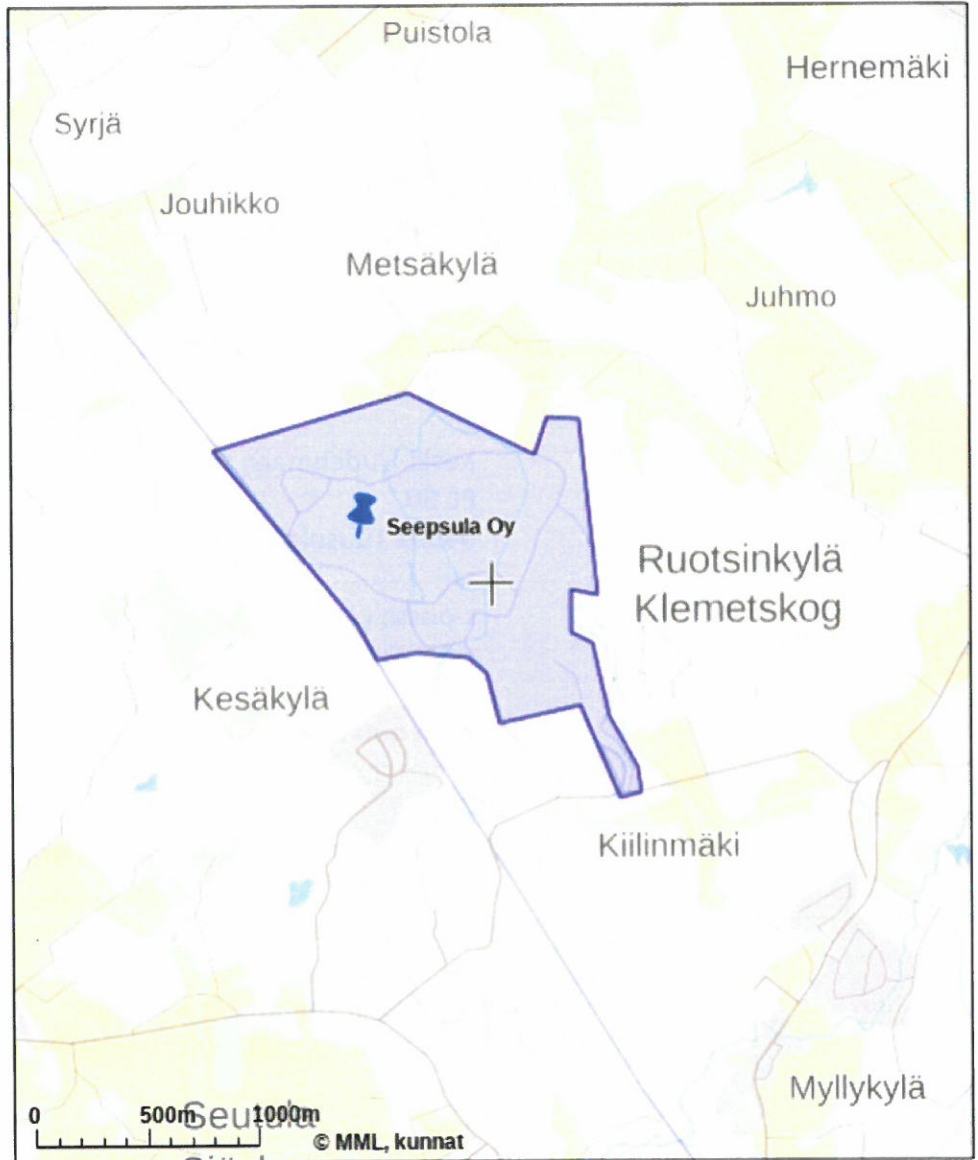 Puistola
Hernemäki
Syrjä
Jouhikko
Metsäkylä
Juhmo
Seepsula Oy
Ruotsinkylä
Klemetskog
Kesäkylä
Kiilinmäki
Myllykylä
0 500m 1000m
Seutula
© MML, kunnat